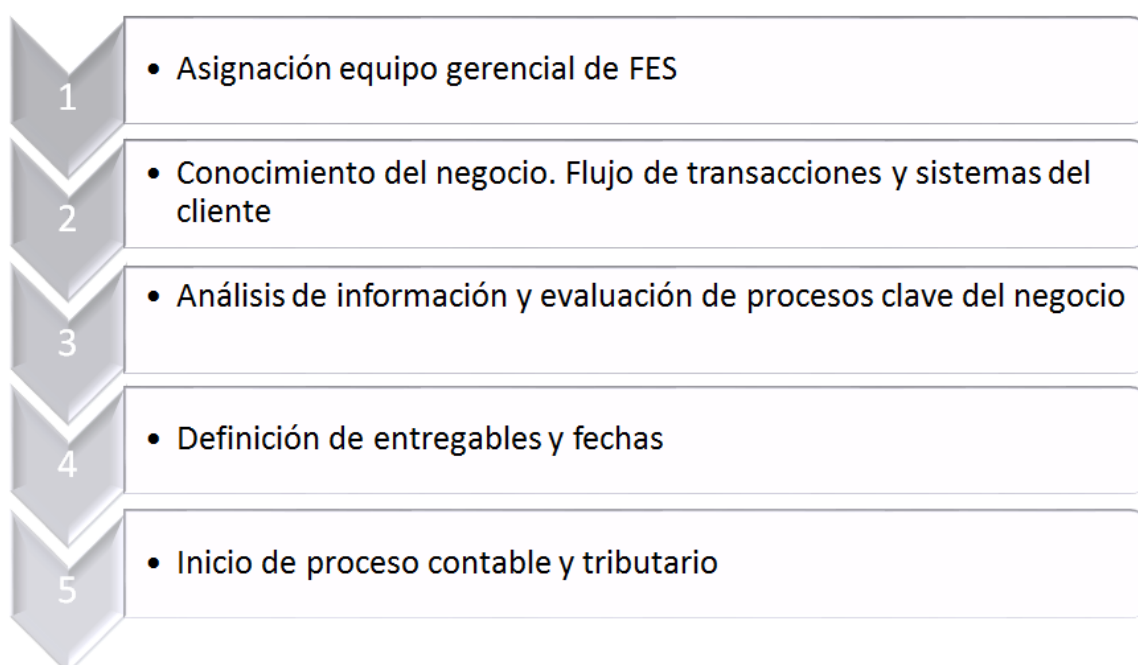 1
• Asignación equipo gerencial de FES
2
• Conocimiento del negocio. Flujo de transacciones y sistemas del
cliente
3
• Análisis de información y evaluación de procesos clave del negocio
4
• Definición de entregables y fechas
5
• Inicio de proceso contable y tributario